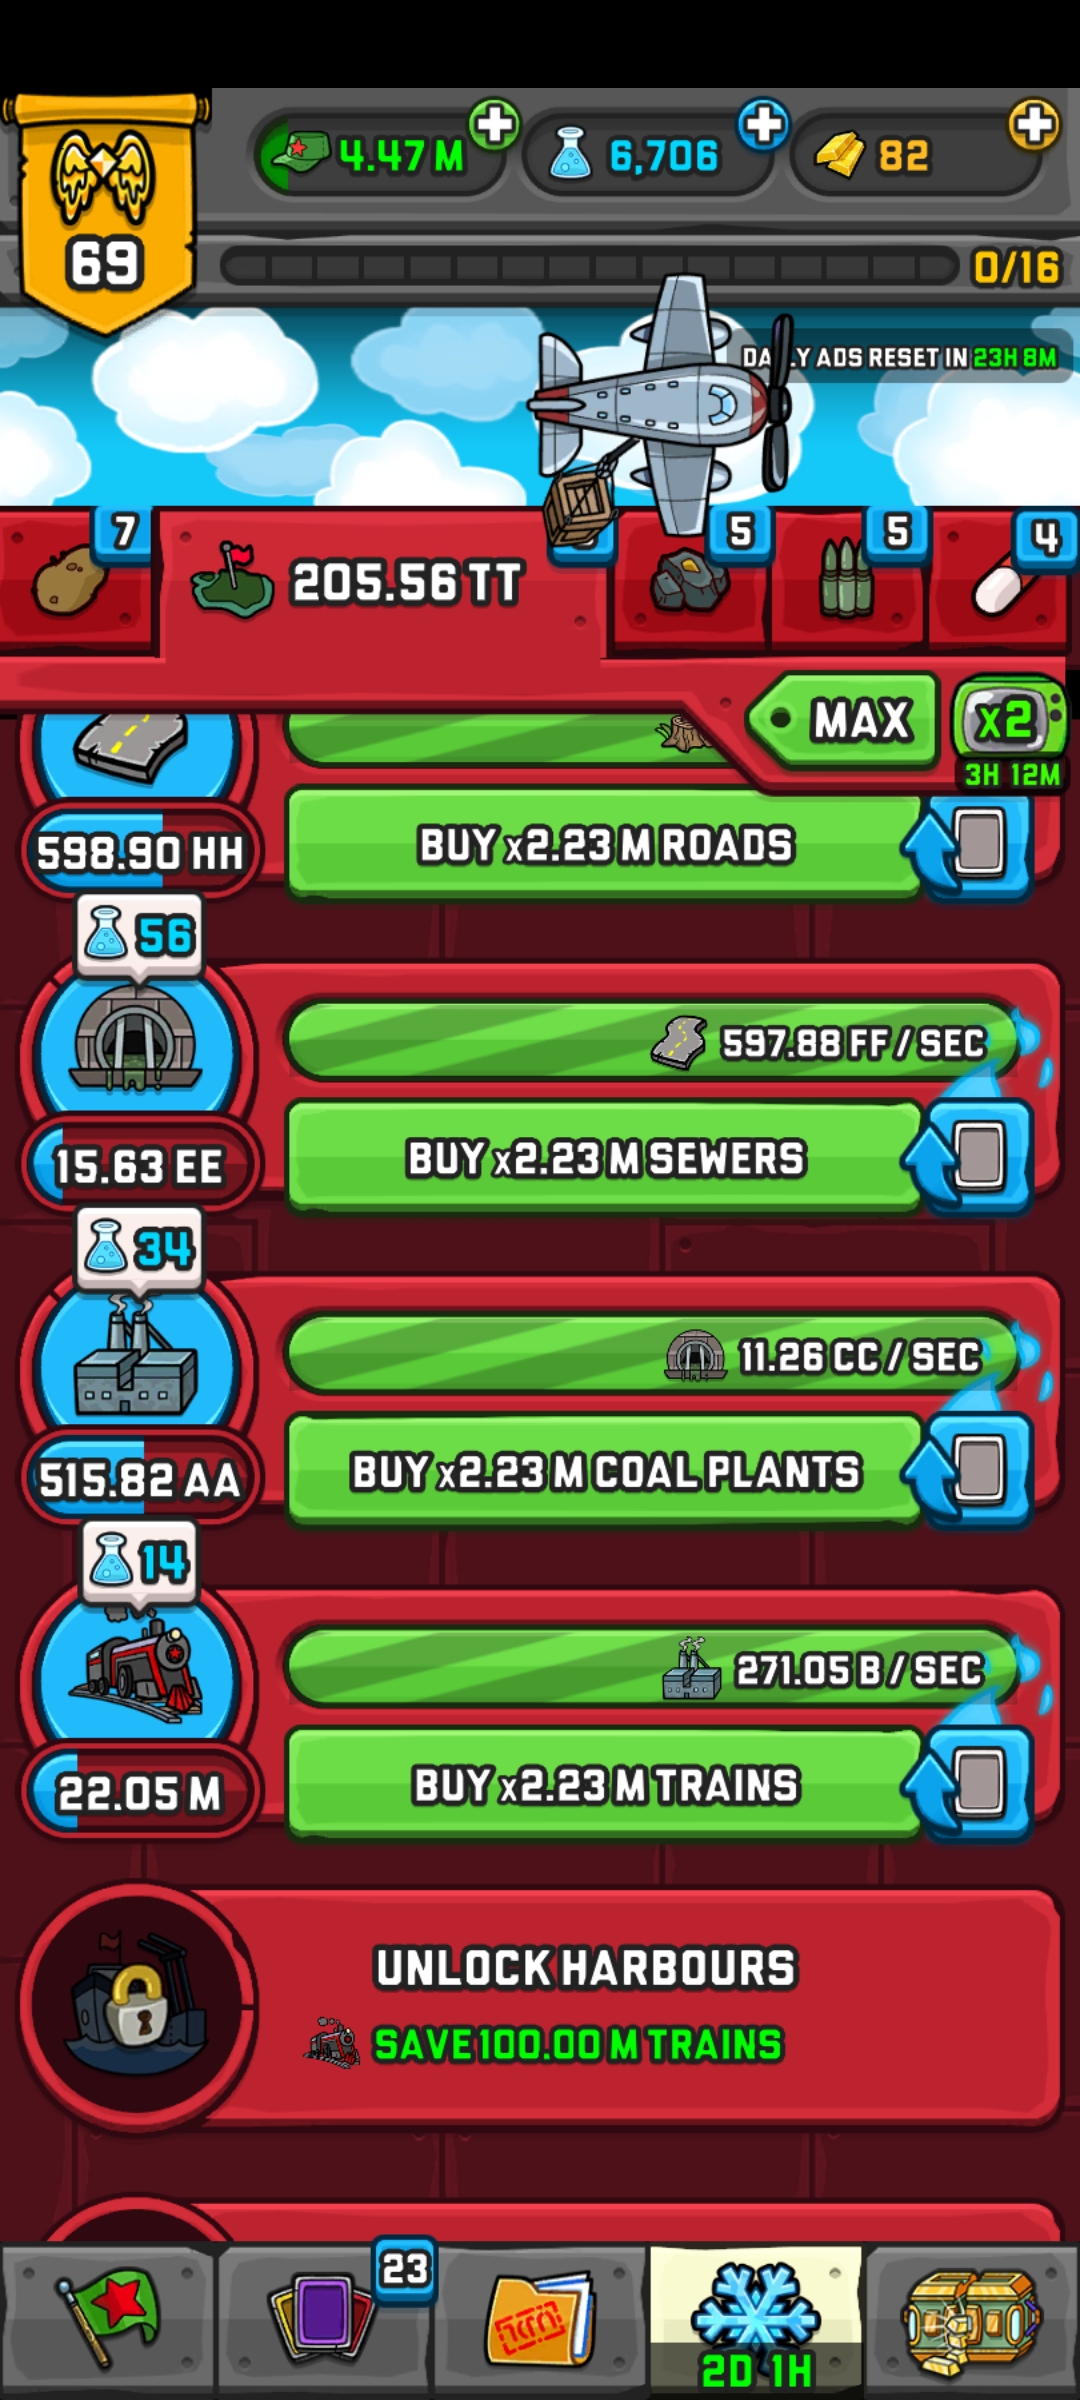 4.47 M
6,706
82
69
0/16
DAILY ADS RESET IN 23H 8M
7
205.56 TT
5
5
4
MAX
x2
3H 12M
598.90 HH
BUY x2.23 M ROADS
56
597.88 FF / SEC
15.63 EE
BUY x2.23 M SEWERS
34
11.26 CC / SEC
515.82 AA
BUY x2.23 M COAL PLANTS
14
271.05 B / SEC
22.05 M
BUY x2.23 M TRAINS
UNLOCK HARBOURS
SAVE 100.00 M TRAINS
23
2D 1H